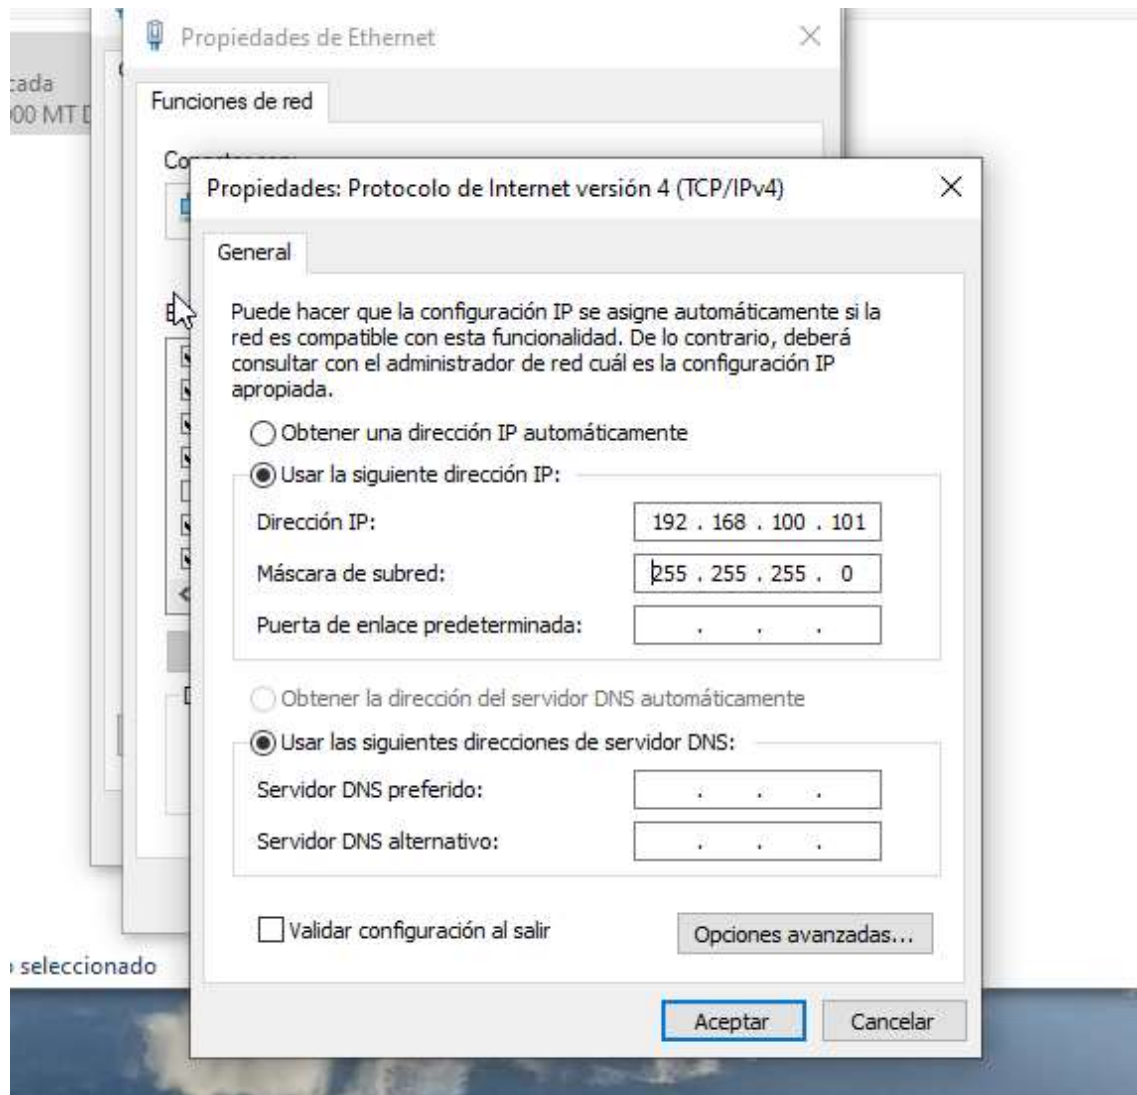 Propiedades de Ethernet
Funciones de red
Propiedades: Protocolo de Internet versión 4 (TCP/IPv4)
General
Puede hacer que la configuración IP se asigne automáticamente si la
red es compatible con esta funcionalidad. De lo contrario, deberá
consultar con el administrador de red cuál es la configuración IP
apropiada.
Obtener una dirección IP automáticamente
Usar la siguiente dirección IP:
Dirección IP: 192 . 168 . 100 . 101
Máscara de subred: 255 . 255 . 255 . 0
Puerta de enlace predeterminada: . . .
Obtener la dirección del servidor DNS automáticamente
Usar las siguientes direcciones de servidor DNS:
Servidor DNS preferido: . . .
Servidor DNS alternativo: . . .
Validar configuración al salir
Opciones avanzadas...
seleccionado
Aceptar Cancelar